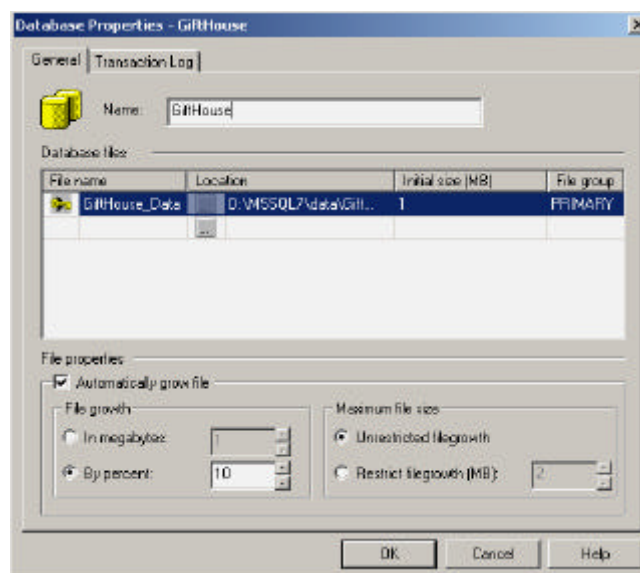 Database Properties - GiftHouse
General Transaction Log
Name: GiftHouse
Database files
File name Location Initial size (MB) File group
GiftHouse_Data D:\MSSQL7\data\Gift... 1 PRIMARY
...
File properties
Automatically grow file
File growth Maximum file size
In megabytes: 1 Unrestricted filegrowth
By percent: 10 Restrict filegrowth (MB): 2
OK Cancel Help